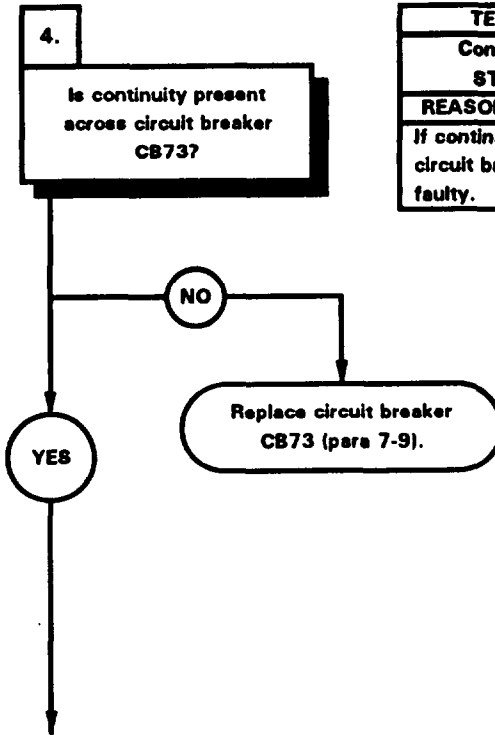 4.
Is continuity present
across circuit breaker
CB73?
NO
Replace circuit breaker
CB73 (para 7-9).
YES
TE
Con
ST
REASO
If contin
circuit br
faulty.